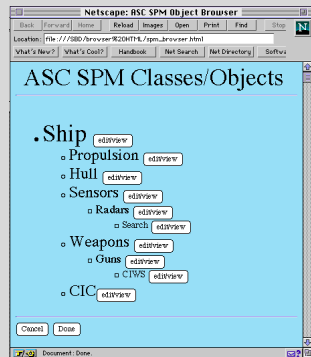 Netscape: ASC SPM Object Browser
Back Forward Home Reload Images Open Print Find Stop
N
Location: file:///SBD/browser%20HTML/spm_browser.html
What's New? What's Cool? Handbook Net Search Net Directory Softwa
ASC SPM Classes/Objects
Ship edit/view
Propulsion edit/view
Hull edit/view
Sensors edit/view
Radars edit/view
Search edit/view
Weapons edit/view
Guns edit/view
CIWS edit/view
CIC edit/view
Cancel Done
Document: Done.
?